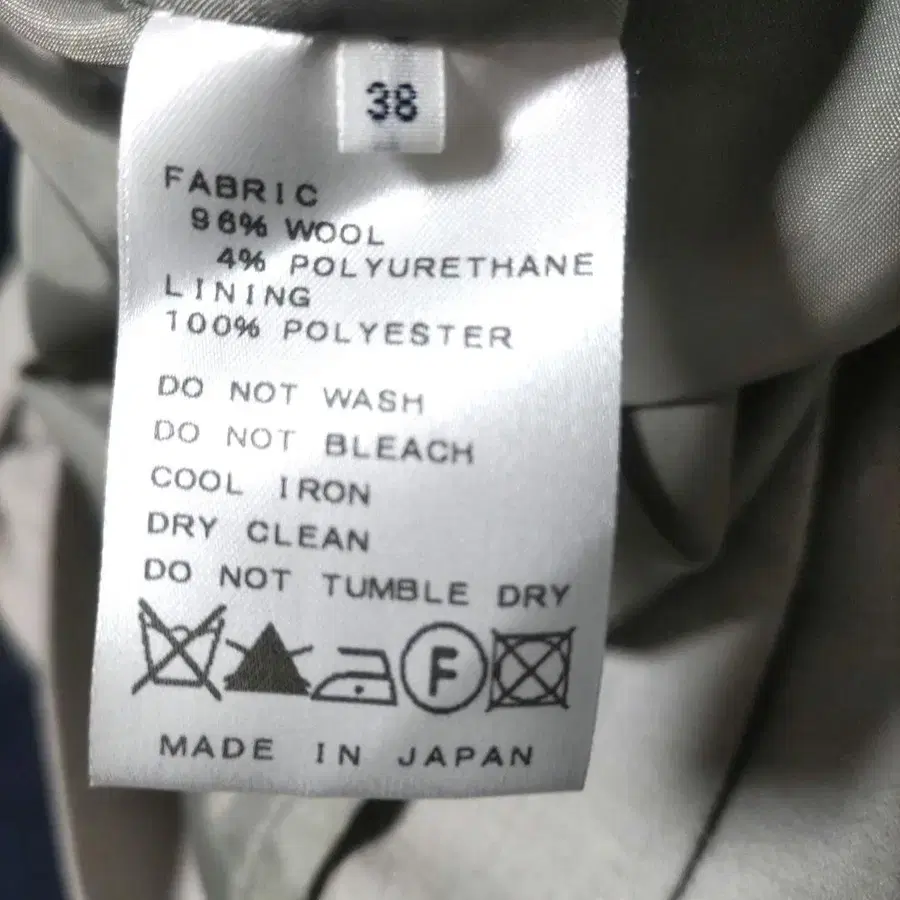 38
FABRIC
96% WOOL
4% POLYURETHANE
LINING
100% POLYESTER
DO NOT WASH
DO NOT BLEACH
COOL IRON
DRY CLEAN
DO NOT TUMBLE DRY
F
MADE IN JAPAN